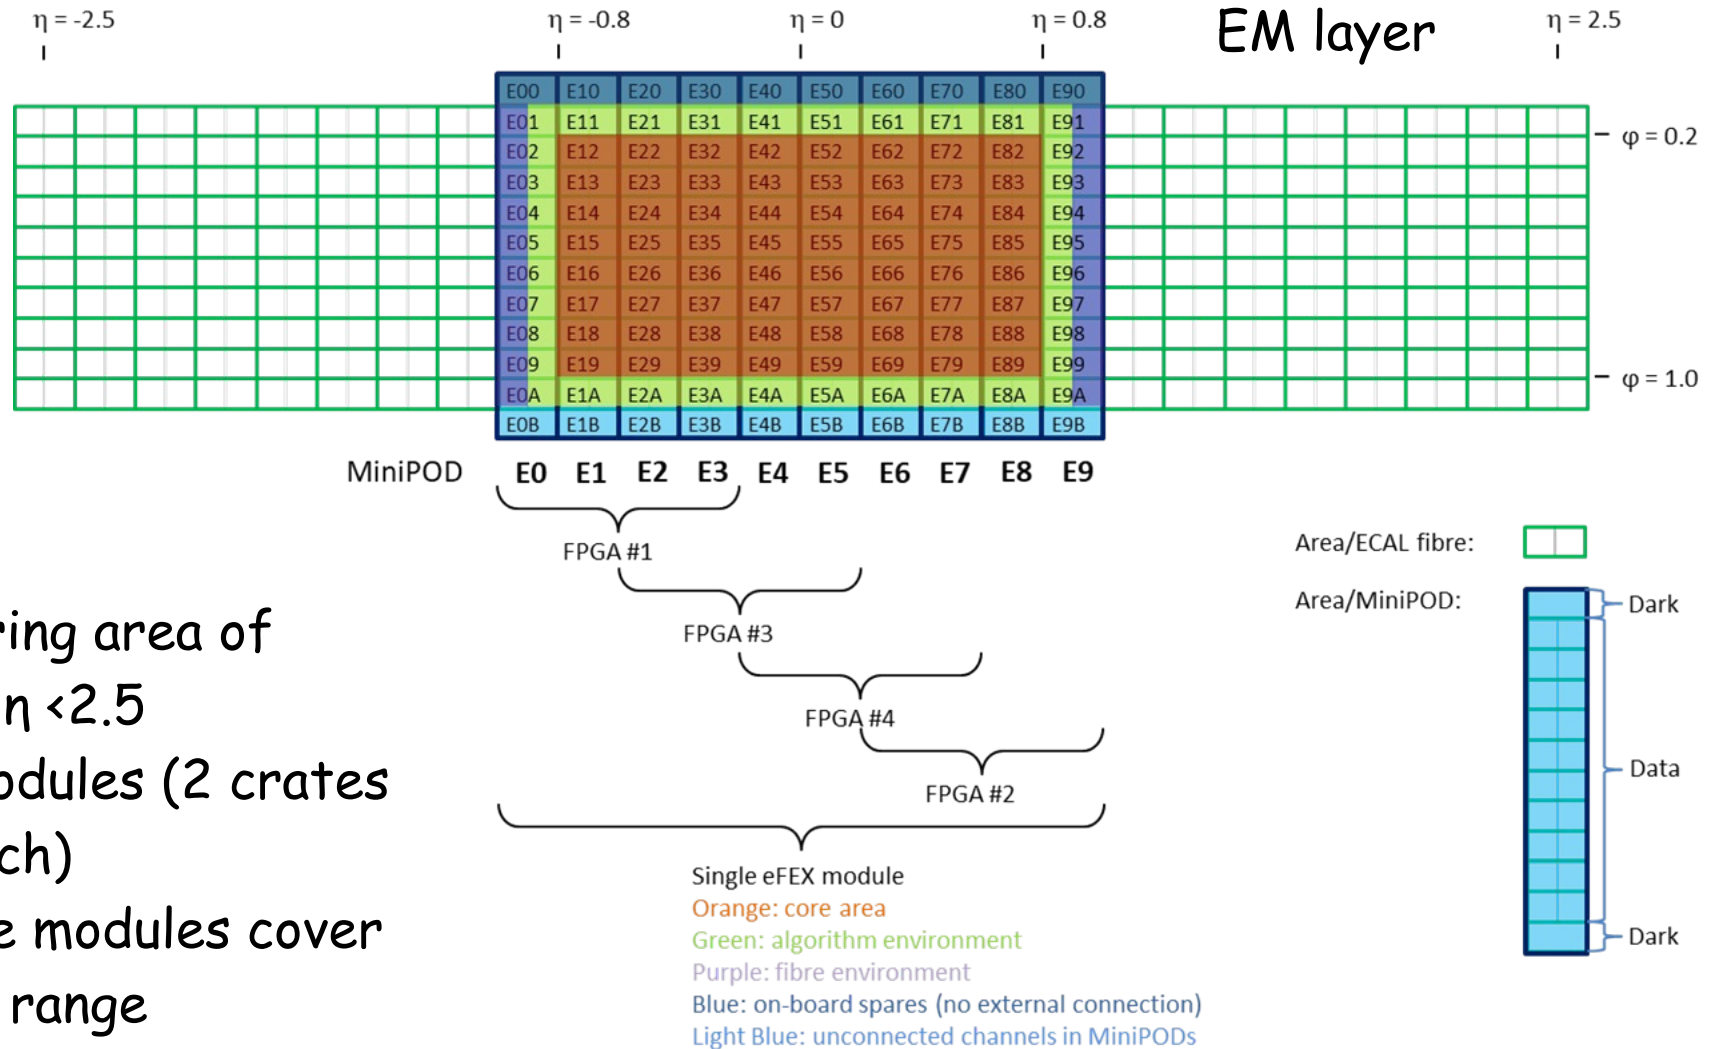 η = -2.5 η = -0.8 η = 0 η = 0.8 η = 2.5
EM layer
E00 E10 E20 E30 E40 E50 E60 E70 E80 E90
E01 E11 E21 E31 E41 E51 E61 E71 E81 E91
φ = 0.2
E02 E12 E22 E32 E42 E52 E62 E72 E82 E92
E03 E13 E23 E33 E43 E53 E63 E73 E83 E93
E04 E14 E24 E34 E44 E54 E64 E74 E84 E94
E05 E15 E25 E35 E45 E55 E65 E75 E85 E95
E06 E16 E26 E36 E46 E56 E66 E76 E86 E96
E07 E17 E27 E37 E47 E57 E67 E77 E87 E97
E08 E18 E28 E38 E48 E58 E68 E78 E88 E98
E09 E19 E29 E39 E49 E59 E69 E79 E89 E99
φ = 1.0
E0A E1A E2A E3A E4A E5A E6A E7A E8A E9A
E0B E1B E2B E3B E4B E5B E6B E7B E8B E9B
MiniPOD E0 E1 E2 E3 E4 E5 E6 E7 E8 E9
FPGA #1
FPGA #3
FPGA #4
FPGA #2
Area/ECAL fibre:
Area/MiniPOD:
Dark
Data
Dark
ring area of
η <2.5
odules (2 crates
ch)
e modules cover
range
Single eFEX module
Orange: core area
Green: algorithm environment
Purple: fibre environment
Blue: on-board spares (no external connection)
Light Blue: unconnected channels in MiniPODs